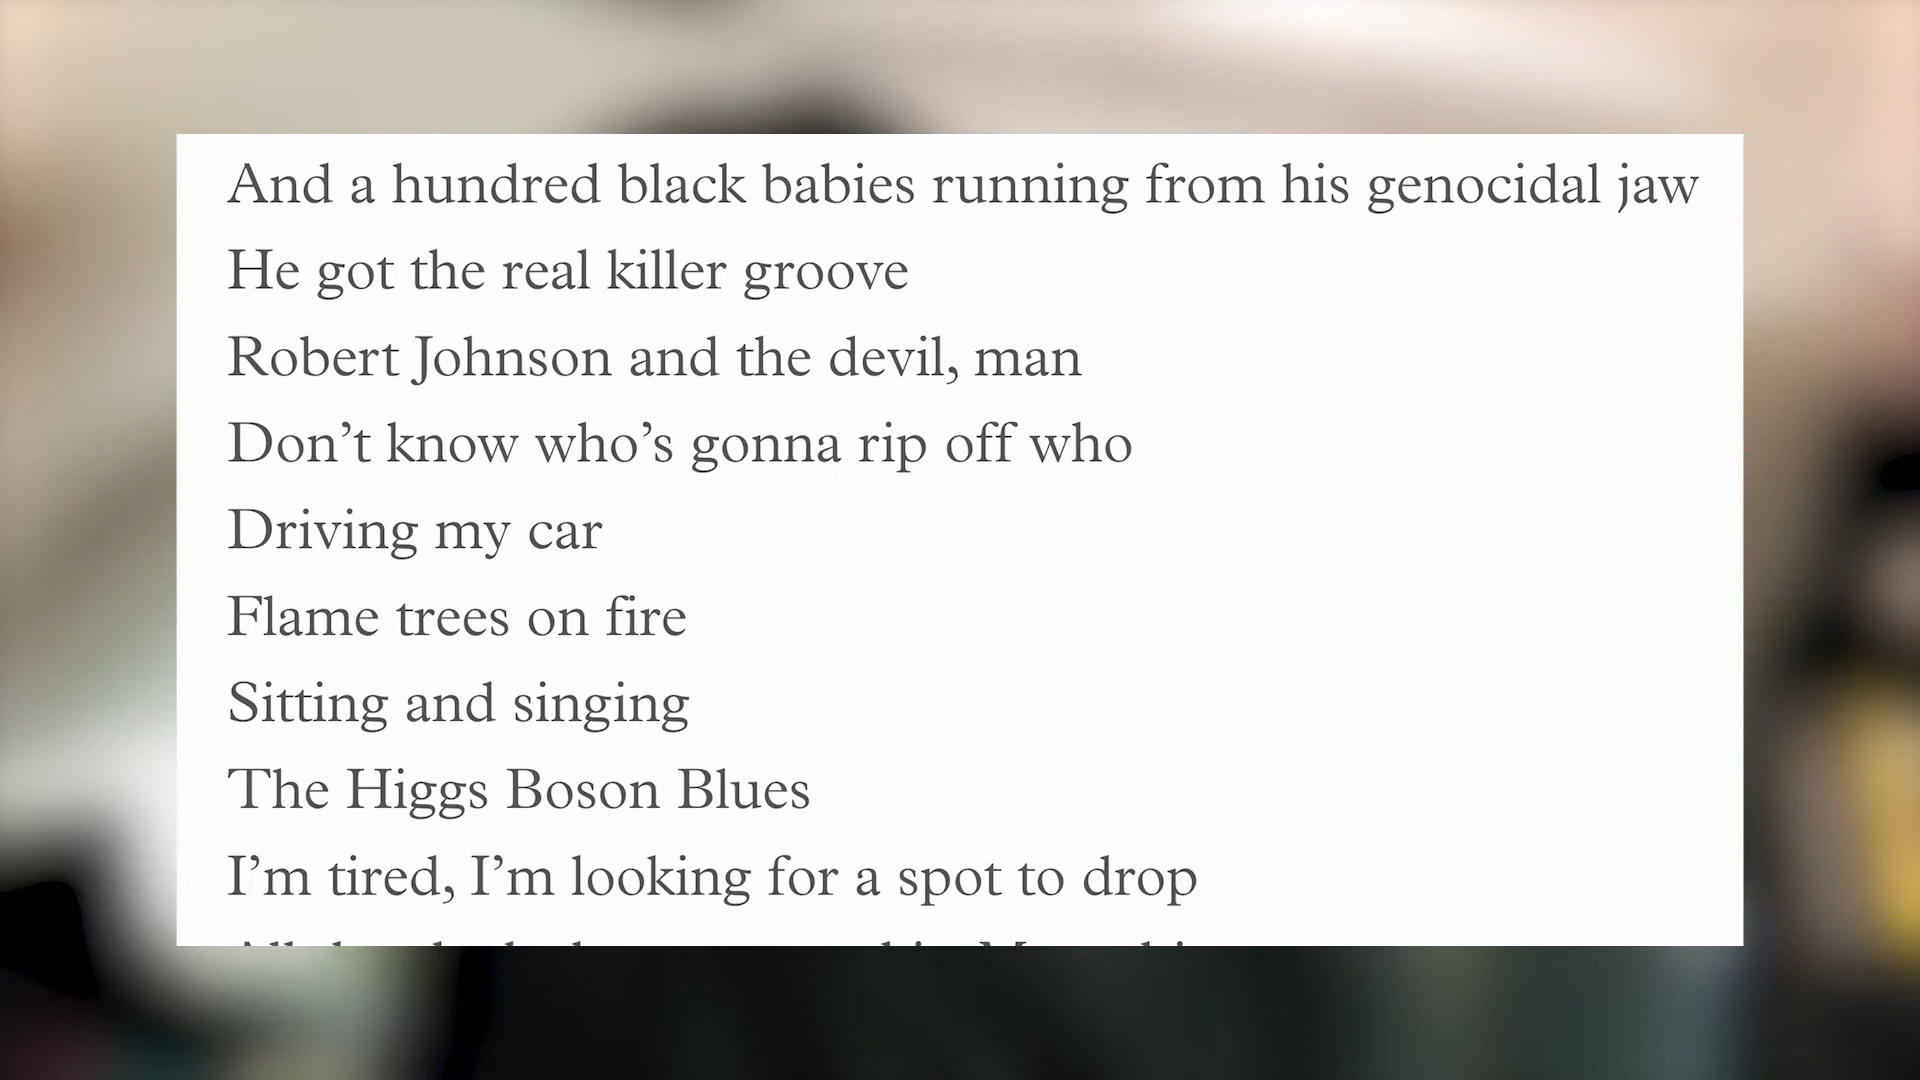 And a hundred black babies running from his genocidal jaw
He got the real killer groove
Robert Johnson and the devil, man
Don’t know who’s gonna rip off who
Driving my car
Flame trees on fire
Sitting and singing
The Higgs Boson Blues
I’m tired, I’m looking for a spot to drop